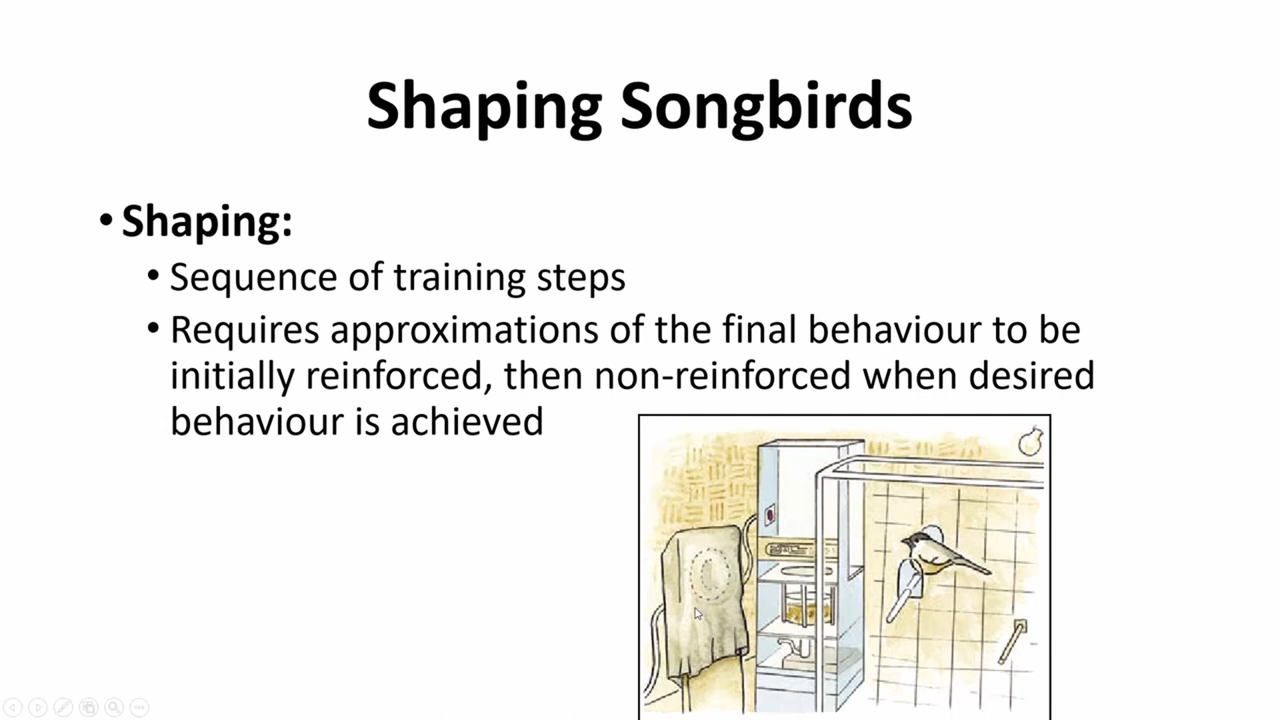 Shaping Songbirds
• Shaping:
• Sequence of training steps
• Requires approximations of the final behaviour to be
initially reinforced, then non-reinforced when desired
behaviour is achieved